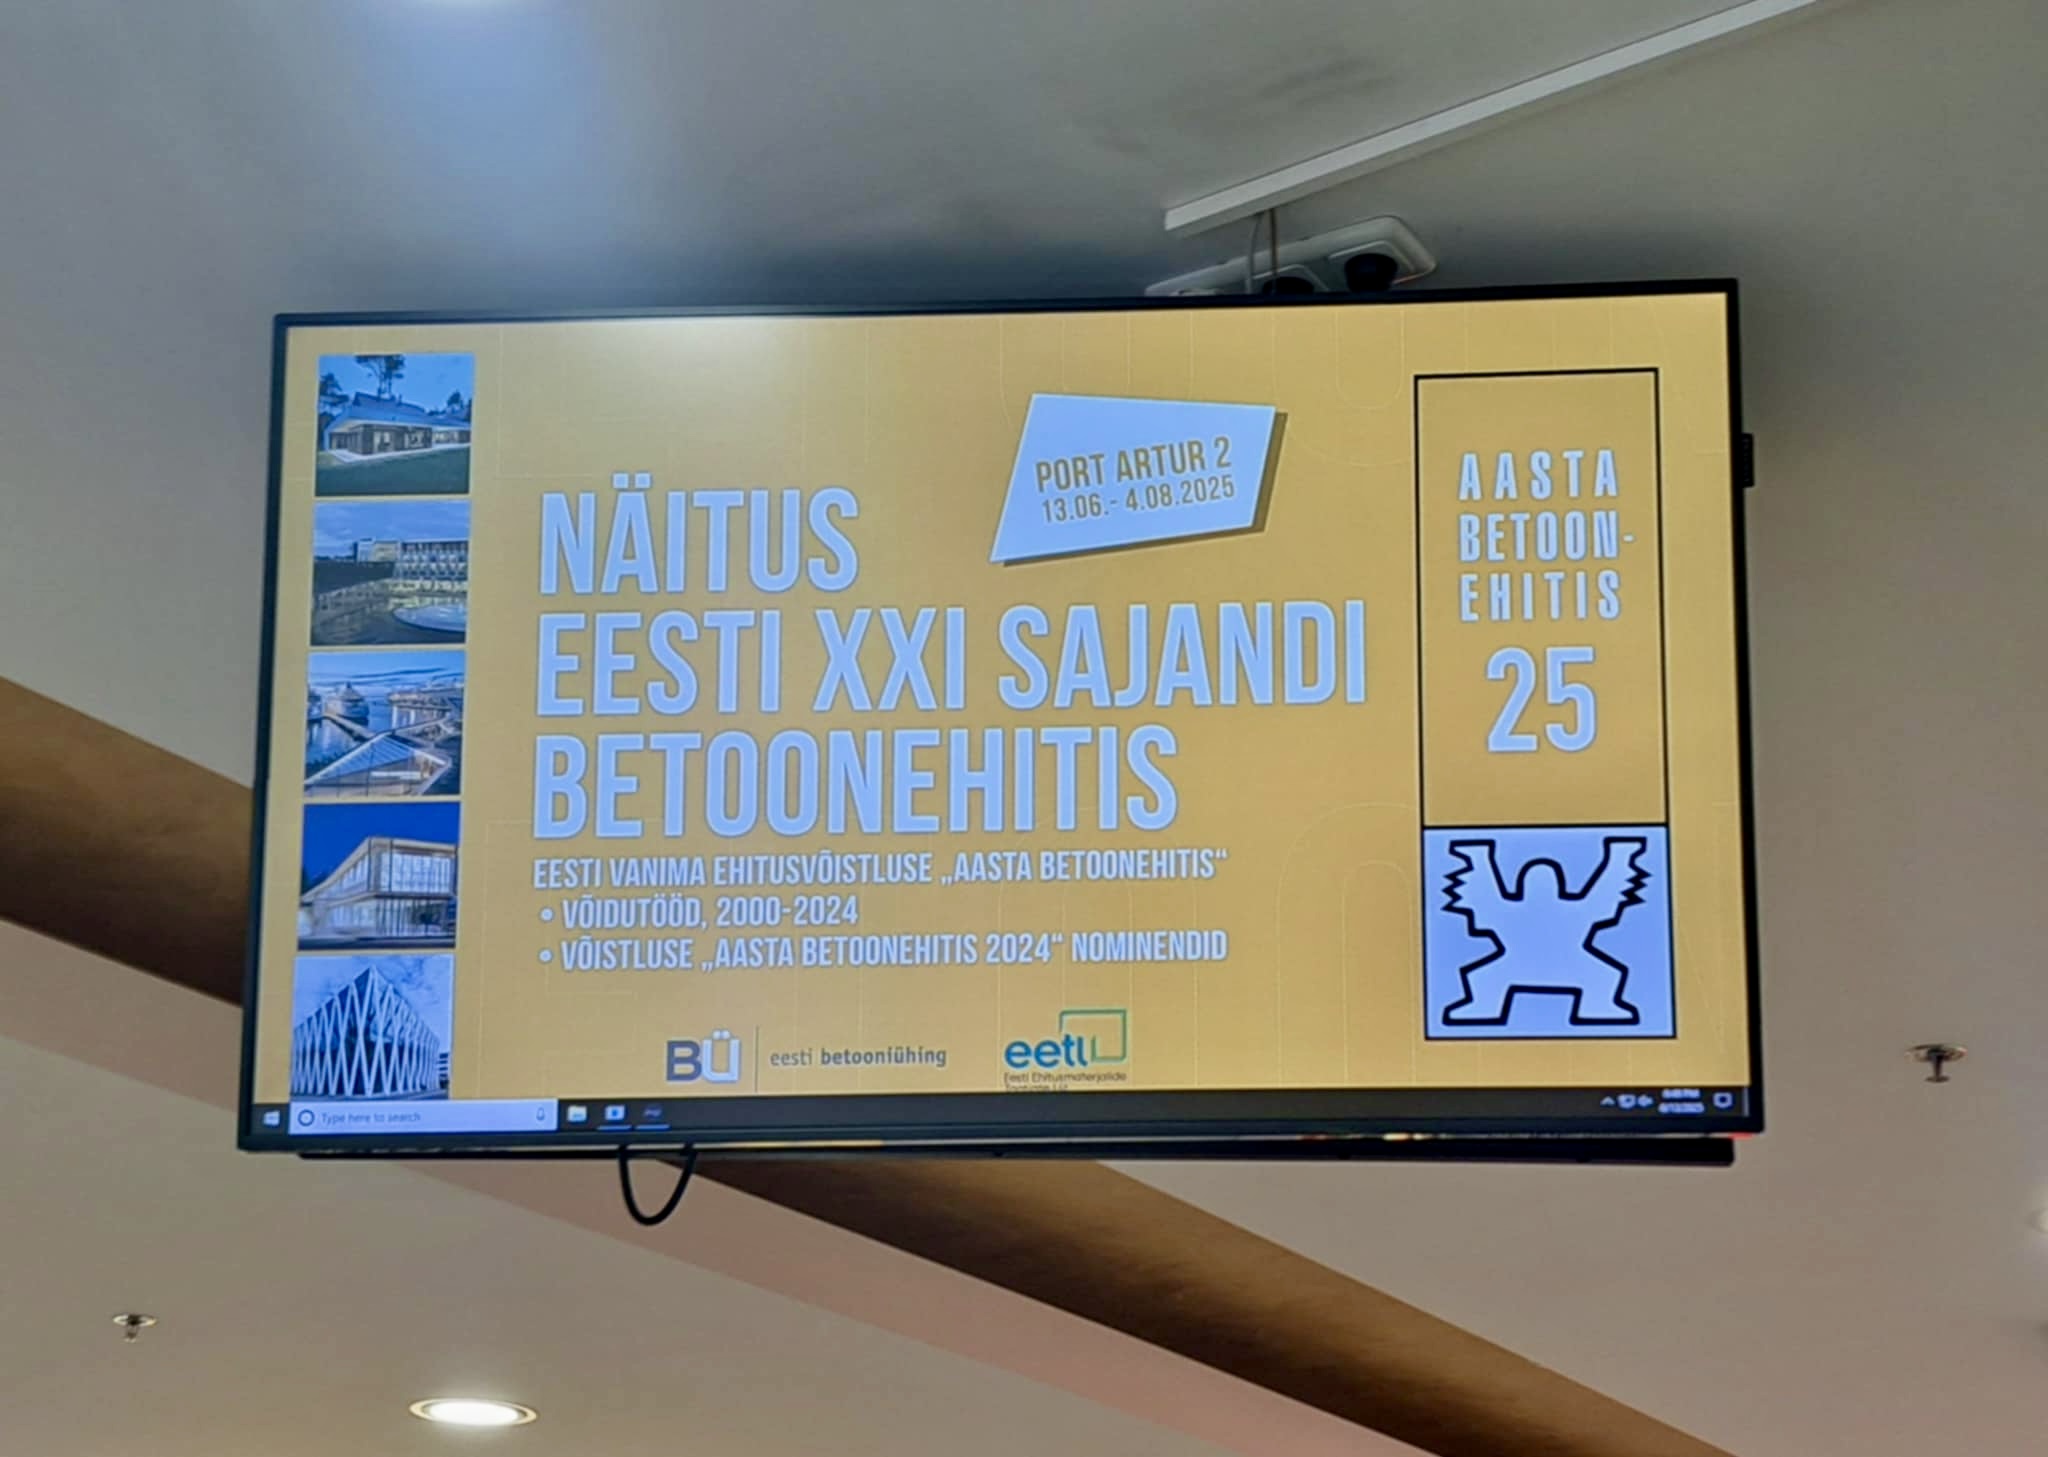 PORT ARTUR 2
13.06.- 4.08.2025
NÄITUS
EESTI XXI SAJANDI
BETOONEHITIS
EESTI VANIMA EHITUSVÕISTLUSE „AASTA BETOONEHITIS“
• VÕIDUTÖÖD, 2000-2024
• VÕISTLUSE „AASTA BETOONEHITIS 2024“ NOMINENDID
BÜ eesti betooniühing
eetl
Eesti Ehitusmaterjalide
AASTA
BETOON-
EHITIS
25
Type here to search